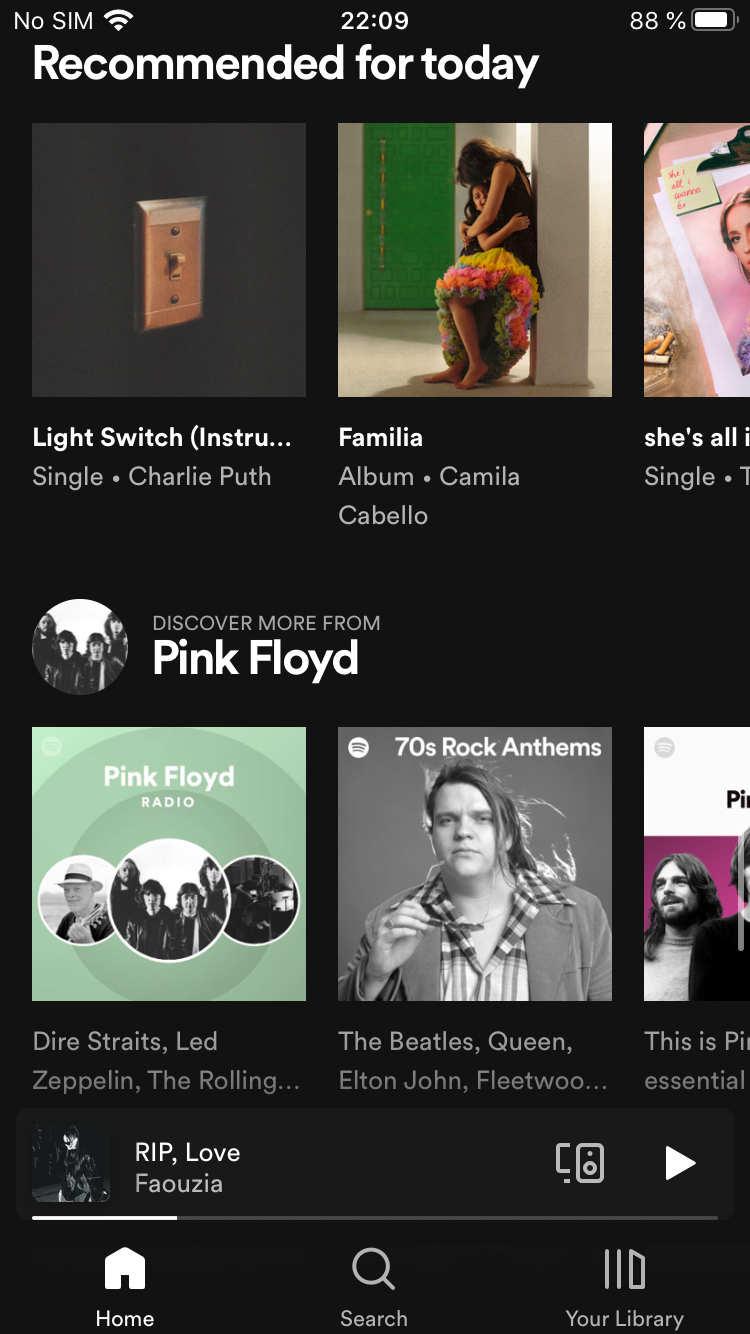 No SIM 22:09 88 %
Recommended for today
she's
all i
wanna
be
Light Switch (Instru... Familia she's all i
Single • Charlie Puth Album • Camila Single • T
Cabello
DISCOVER MORE FROM
Pink Floyd
Pink Floyd 70s Rock Anthems Pi
RADIO
Dire Straits, Led The Beatles, Queen, This is Pi
Zeppelin, The Rolling... Elton John, Fleetwoo... essential
RIP, Love
Faouzia
Home Search Your Library